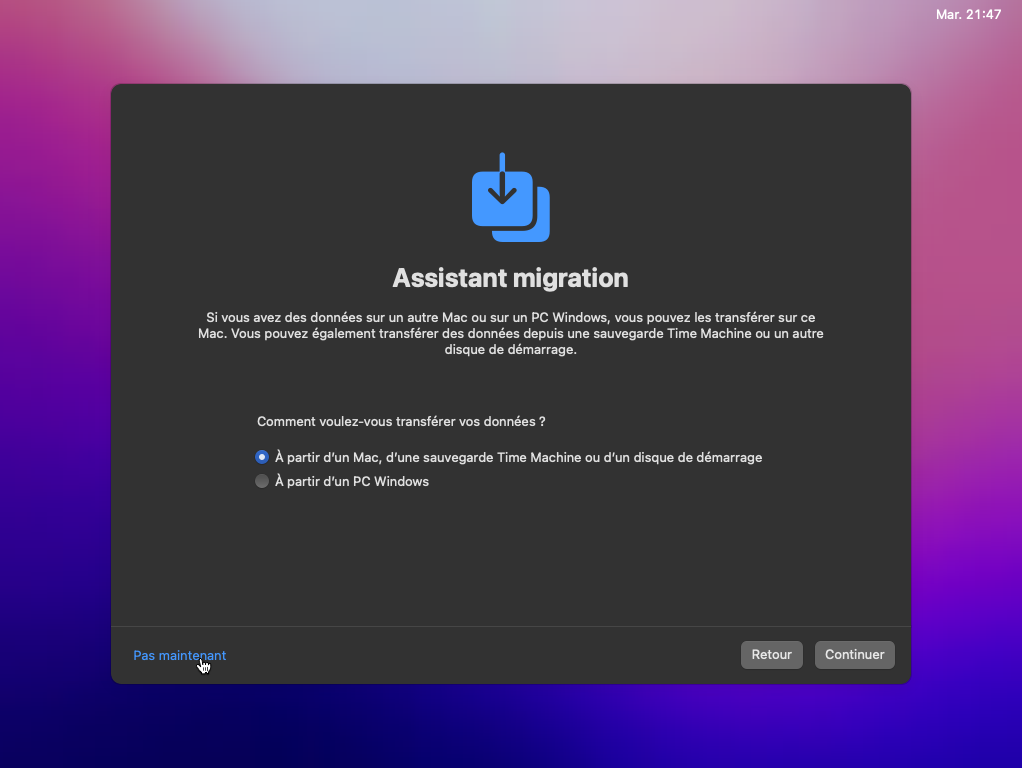 Mar. 21:47
Assistant migration
Si vous avez des données sur un autre Mac ou sur un PC Windows, vous pouvez les transférer sur ce
Mac. Vous pouvez également transférer des données depuis une sauvegarde Time Machine ou un autre
disque de démarrage.
Comment voulez-vous transférer vos données ?
À partir d’un Mac, d’une sauvegarde Time Machine ou d’un disque de démarrage
À partir d’un PC Windows
Pas maintenant
Retour
Continuer